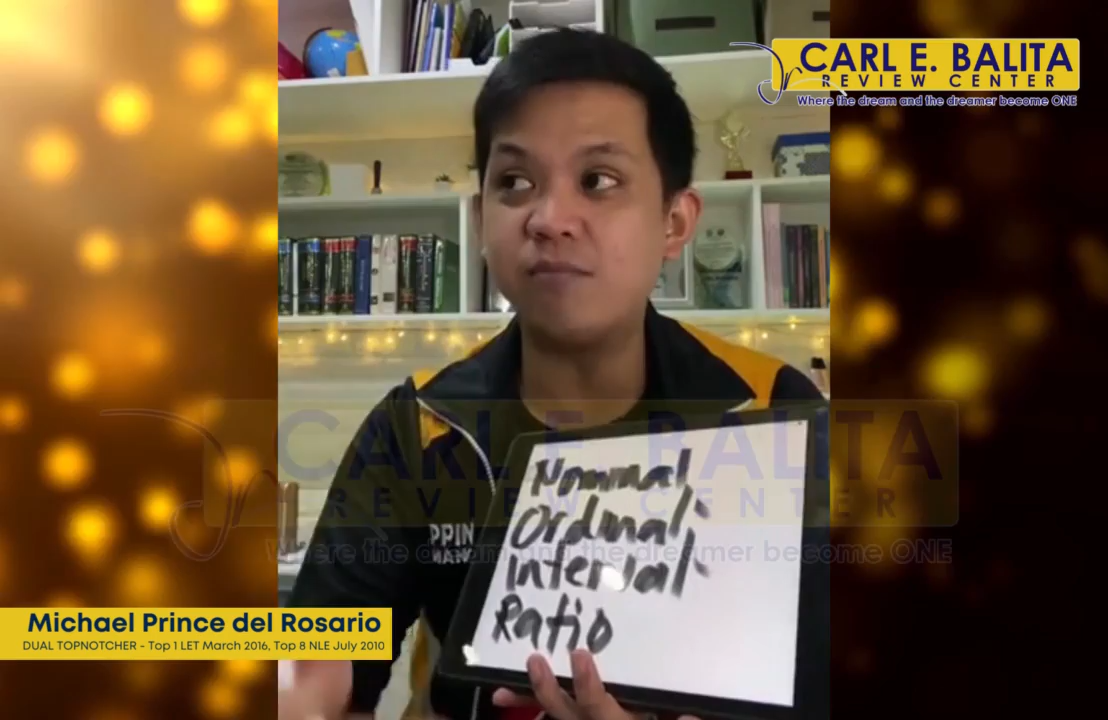 CARL E. BALITA
REVIEW CENTER
Where the dream and the dreamer become ONE
CARL E. BALITA
REVIEW CENTER
Where the dream and the dreamer become ONE
Nominal,
Ordinal,
Interval,
Ratio
PPIN
Michael Prince del Rosario
DUAL TOPNOTCHER - Top 1 LET March 2016, Top 8 NLE July 2010